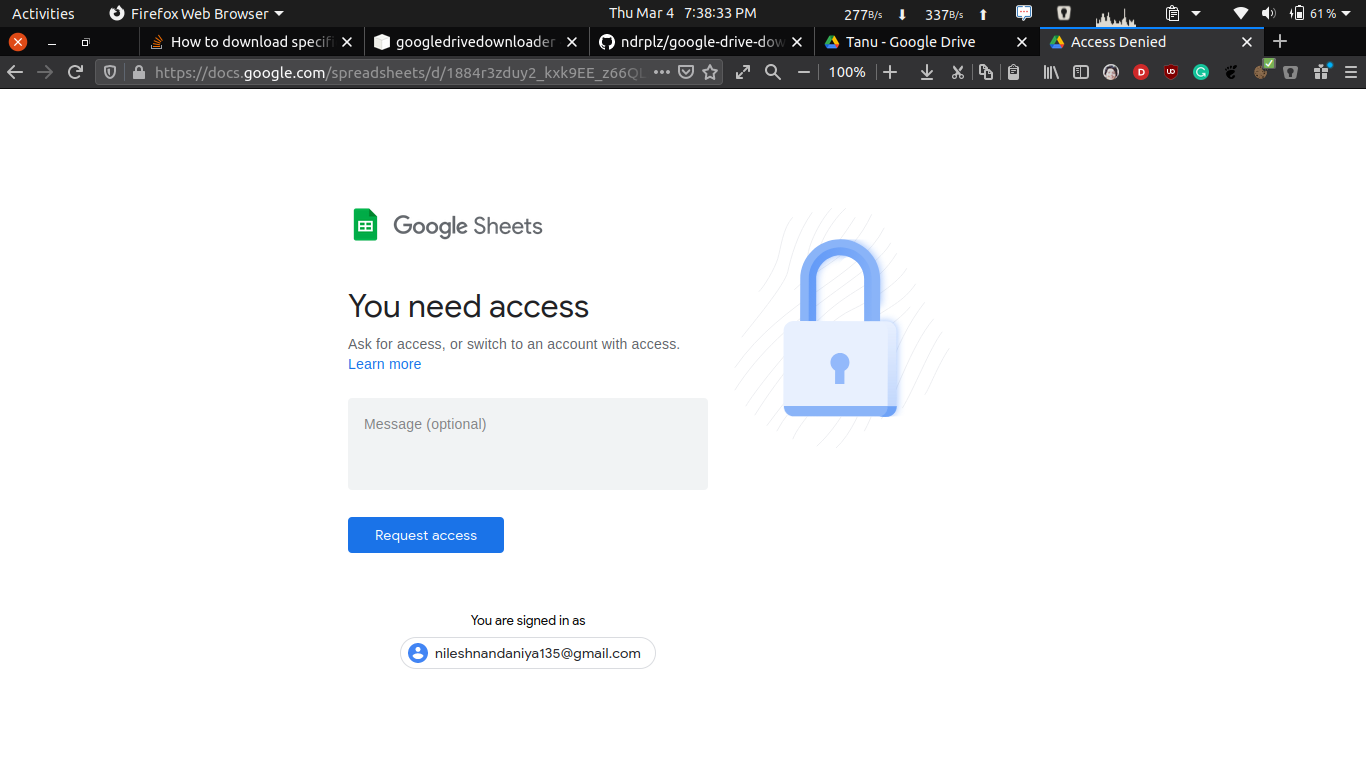 Activities
Firefox Web Browser
Thu Mar 4 7:38:33 PM
277B/s
337B/s
61 %
How to download specifi
googledrivedownloader
ndrplz/google-drive-dow
Tanu - Google Drive
Access Denied
https://docs.google.com/spreadsheets/d/1884r3zduy2_kxk9EE_z66QL
100%
Google Sheets
You need access
Ask for access, or switch to an account with access.
Learn more
Message (optional)
Request access
You are signed in as
nileshnandaniya135@gmail.com